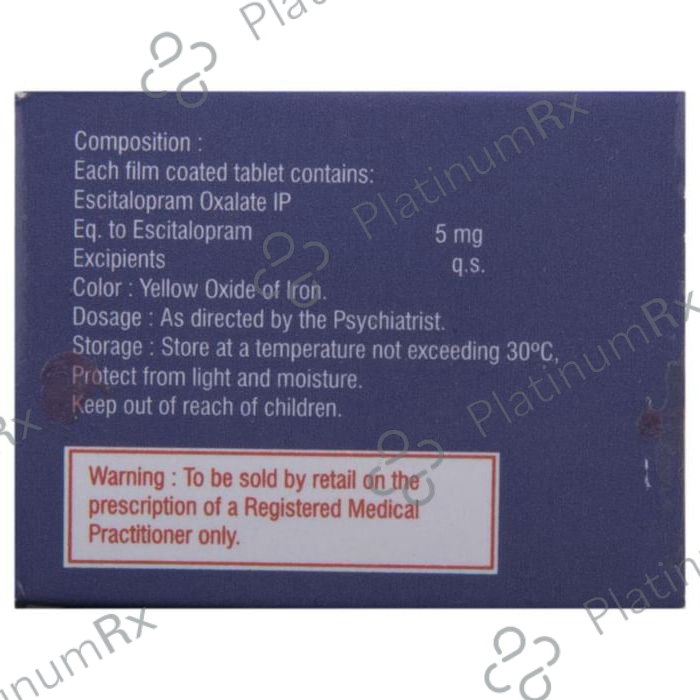 PlatinumRx
Composition :
Each film coated tablet contains:
Escitalopram Oxalate IP
Eq. to Escitalopram 5 mg
Excipients q.s.
Color : Yellow Oxide of Iron.
Dosage : As directed by the Psychiatrist.
Storage : Store at a temperature not exceeding 30ºC,
Protect from light and moisture.
Keep out of reach of children.
PlatinumRx
Warning : To be sold by retail on the
prescription of a Registered Medical
Practitioner only.